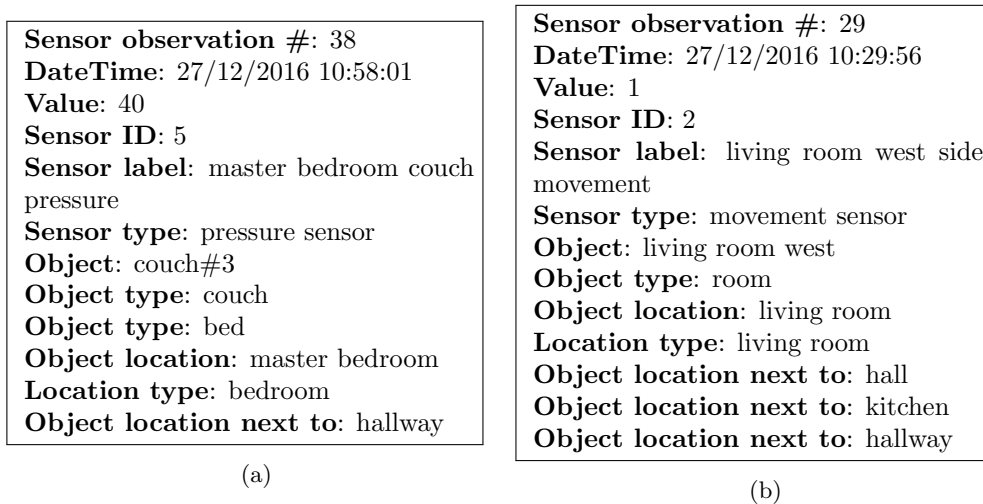 Sensor observation #: 38
DateTime: 27/12/2016 10:58:01
Value: 40
Sensor ID: 5
Sensor label: master bedroom couch
pressure
Sensor type: pressure sensor
Object: couch#3
Object type: couch
Object type: bed
Object location: master bedroom
Location type: bedroom
Object location next to: hallway
(a)
Sensor observation #: 29
DateTime: 27/12/2016 10:29:56
Value: 1
Sensor ID: 2
Sensor label: living room west side
movement
Sensor type: movement sensor
Object: living room west
Object type: room
Object location: living room
Location type: living room
Object location next to: hall
Object location next to: kitchen
Object location next to: hallway
(b)